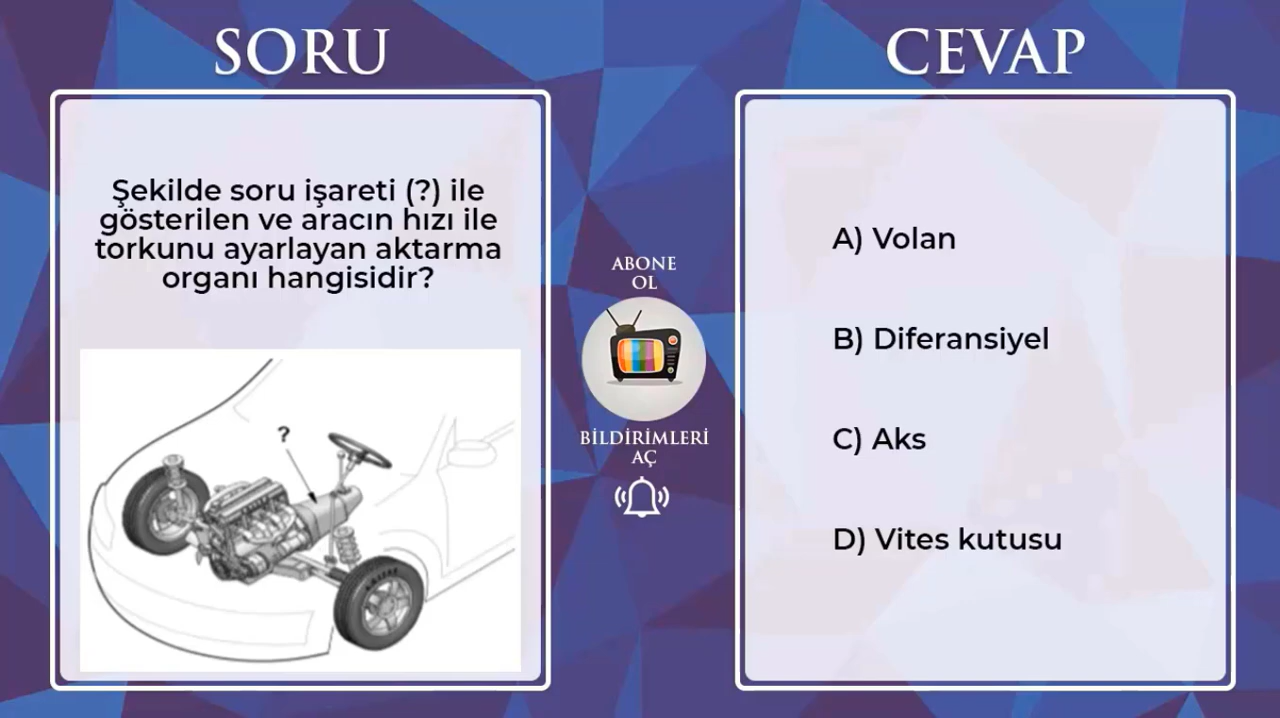 SORU
Şekilde soru işareti (?) ile
gösterilen ve aracın hızı ile
torkunu ayarlayan aktarma
organı hangisidir?
?
ABONE
OL
BİLDİRİMLERİ
AÇ
CEVAP
A) Volan
B) Diferansiyel
C) Aks
D) Vites kutusu